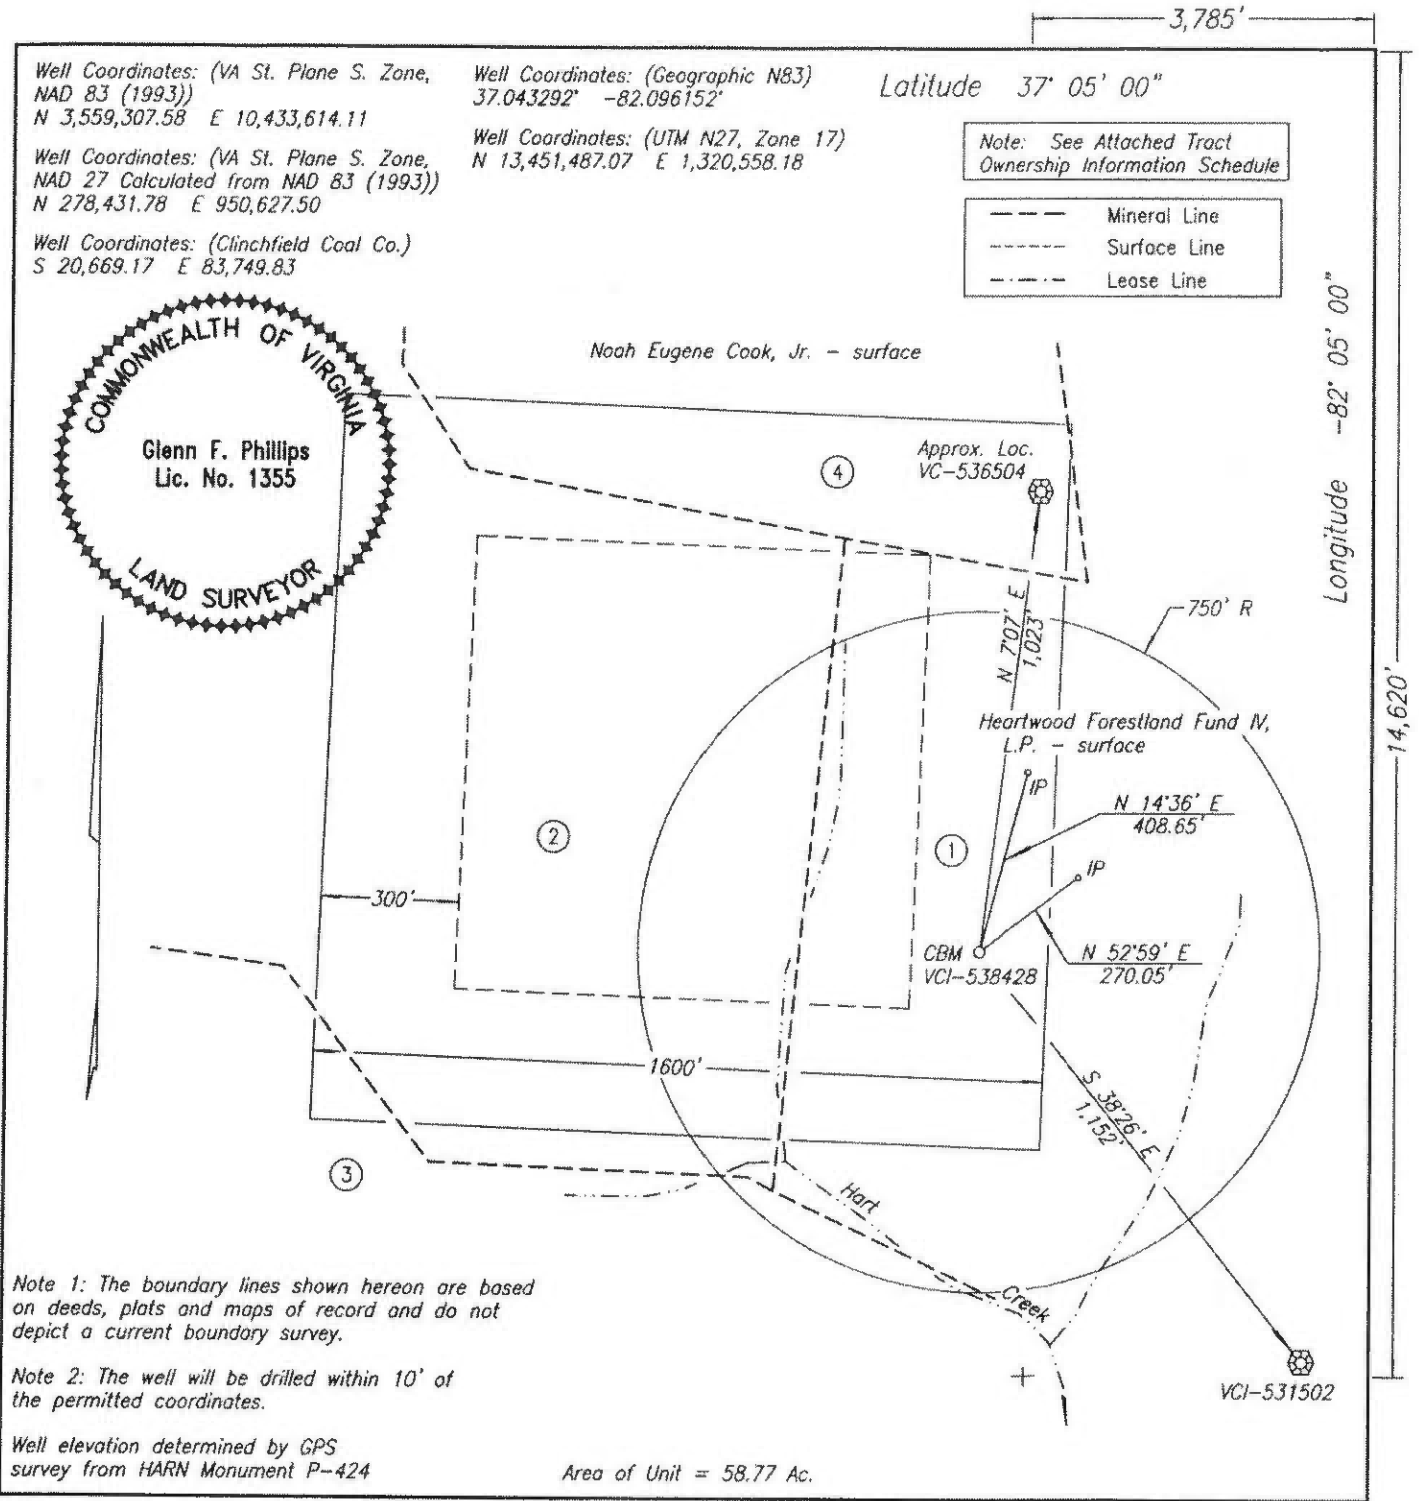 3,785'
Well Coordinates: (VA St. Plane S. Zone,
NAD 83 (1993))
N 3,559,307.58 E 10,433,614.11
Well Coordinates: (VA St. Plane S. Zone,
NAD 27 Calculated from NAD 83 (1993))
N 278,431.78 E 950,627.50
Well Coordinates: (Clinchfield Coal Co.)
S 20,669.17 E 83,749.83
Well Coordinates: (Geographic N83)
37.043292° -82.096152°
Well Coordinates: (UTM N27, Zone 17)
N 13,451,487.07 E 1,320,558.18
Latitude 37° 05' 00"
Note: See Attached Tract
Ownership Information Schedule
Mineral Line
Surface Line
Lease Line
Longitude -82° 05' 00"
14,620'
COMMONWEALTH OF VIRGINIA
Glenn F. Phillips
Lic. No. 1355
LAND SURVEYOR
Noah Eugene Cook, Jr. - surface
4
Approx. Loc.
VC-536504
N 7°07' E
1,023'
750' R
Heartwood Forestland Fund IV,
L.P. - surface
IP
N 14°36' E
408.65'
2
1
IP
300'
CBM
VCI-538428
N 52°59' E
270.05'
1600'
S 38°26' E
1,152'
3
Hart
Creek
VCI-531502
Note 1: The boundary lines shown hereon are based
on deeds, plats and maps of record and do not
depict a current boundary survey.
Note 2: The well will be drilled within 10' of
the permitted coordinates.
Well elevation determined by GPS
survey from HARN Monument P-424
Area of Unit = 58.77 Ac.